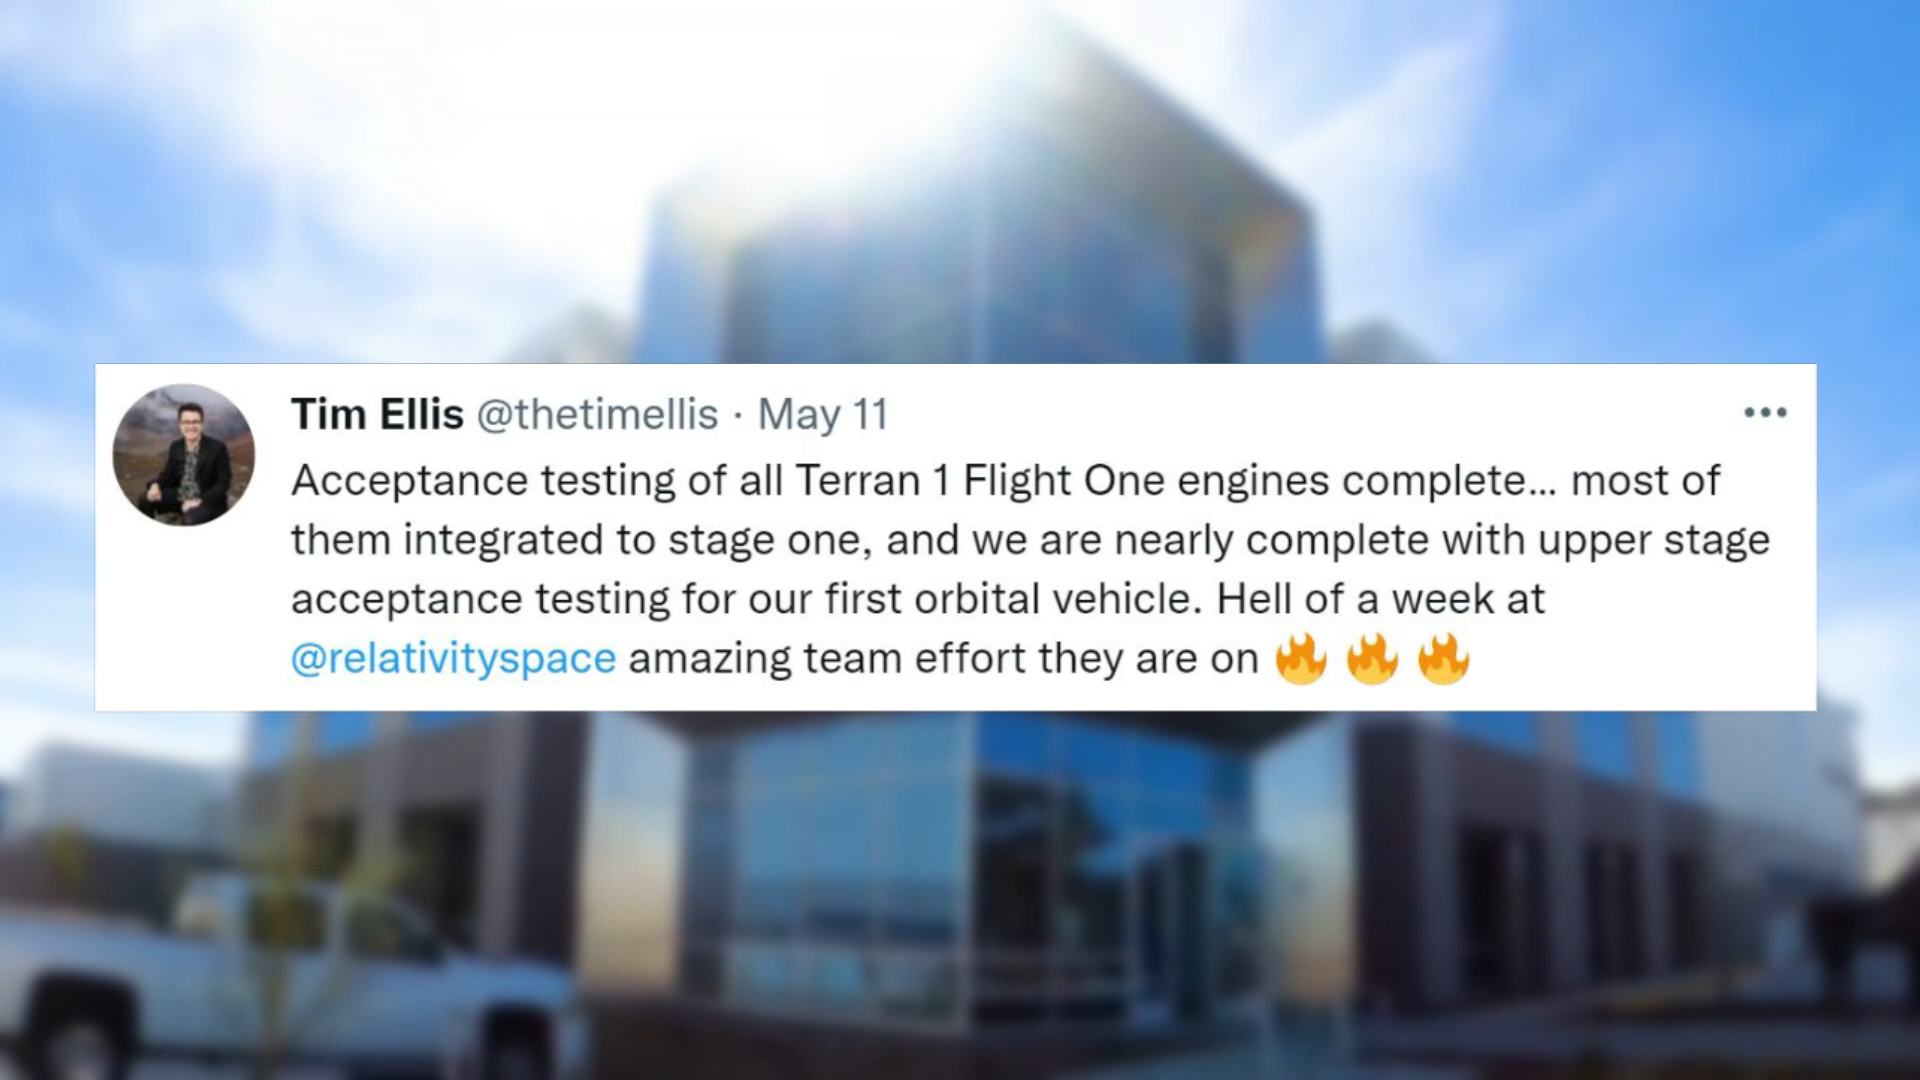 Tim Ellis @thetimellis · May 11
Acceptance testing of all Terran 1 Flight One engines complete... most of
them integrated to stage one, and we are nearly complete with upper stage
acceptance testing for our first orbital vehicle. Hell of a week at
@relativityspace amazing team effort they are on 🔥 🔥 🔥